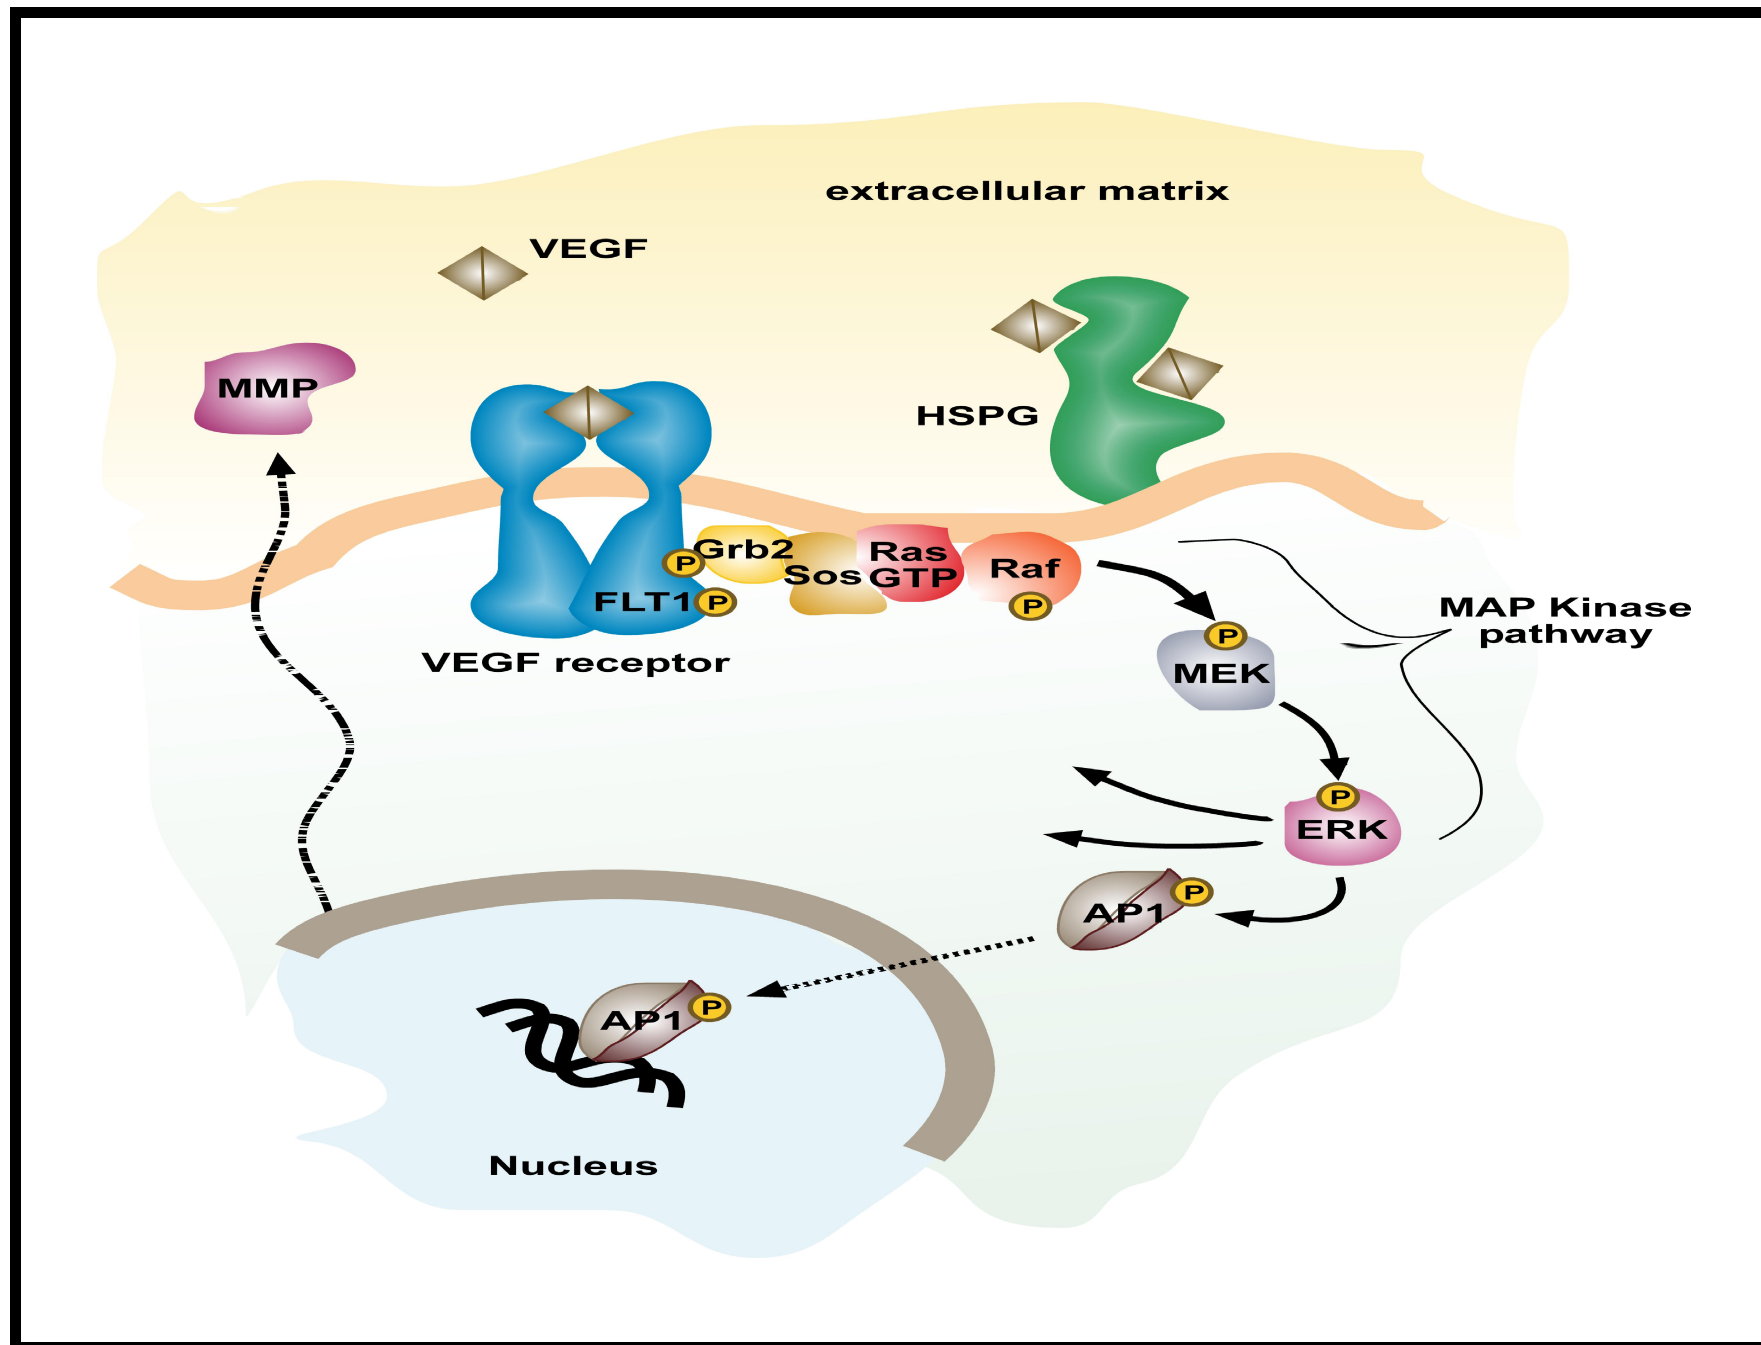 extracellular matrix
VEGF
MMP
HSPG
Grb2
Sos
Ras
GTP
Raf
P
P
FLT1
P
VEGF receptor
MAP Kinase
pathway
P
MEK
P
ERK
AP1
P
AP1
P
Nucleus